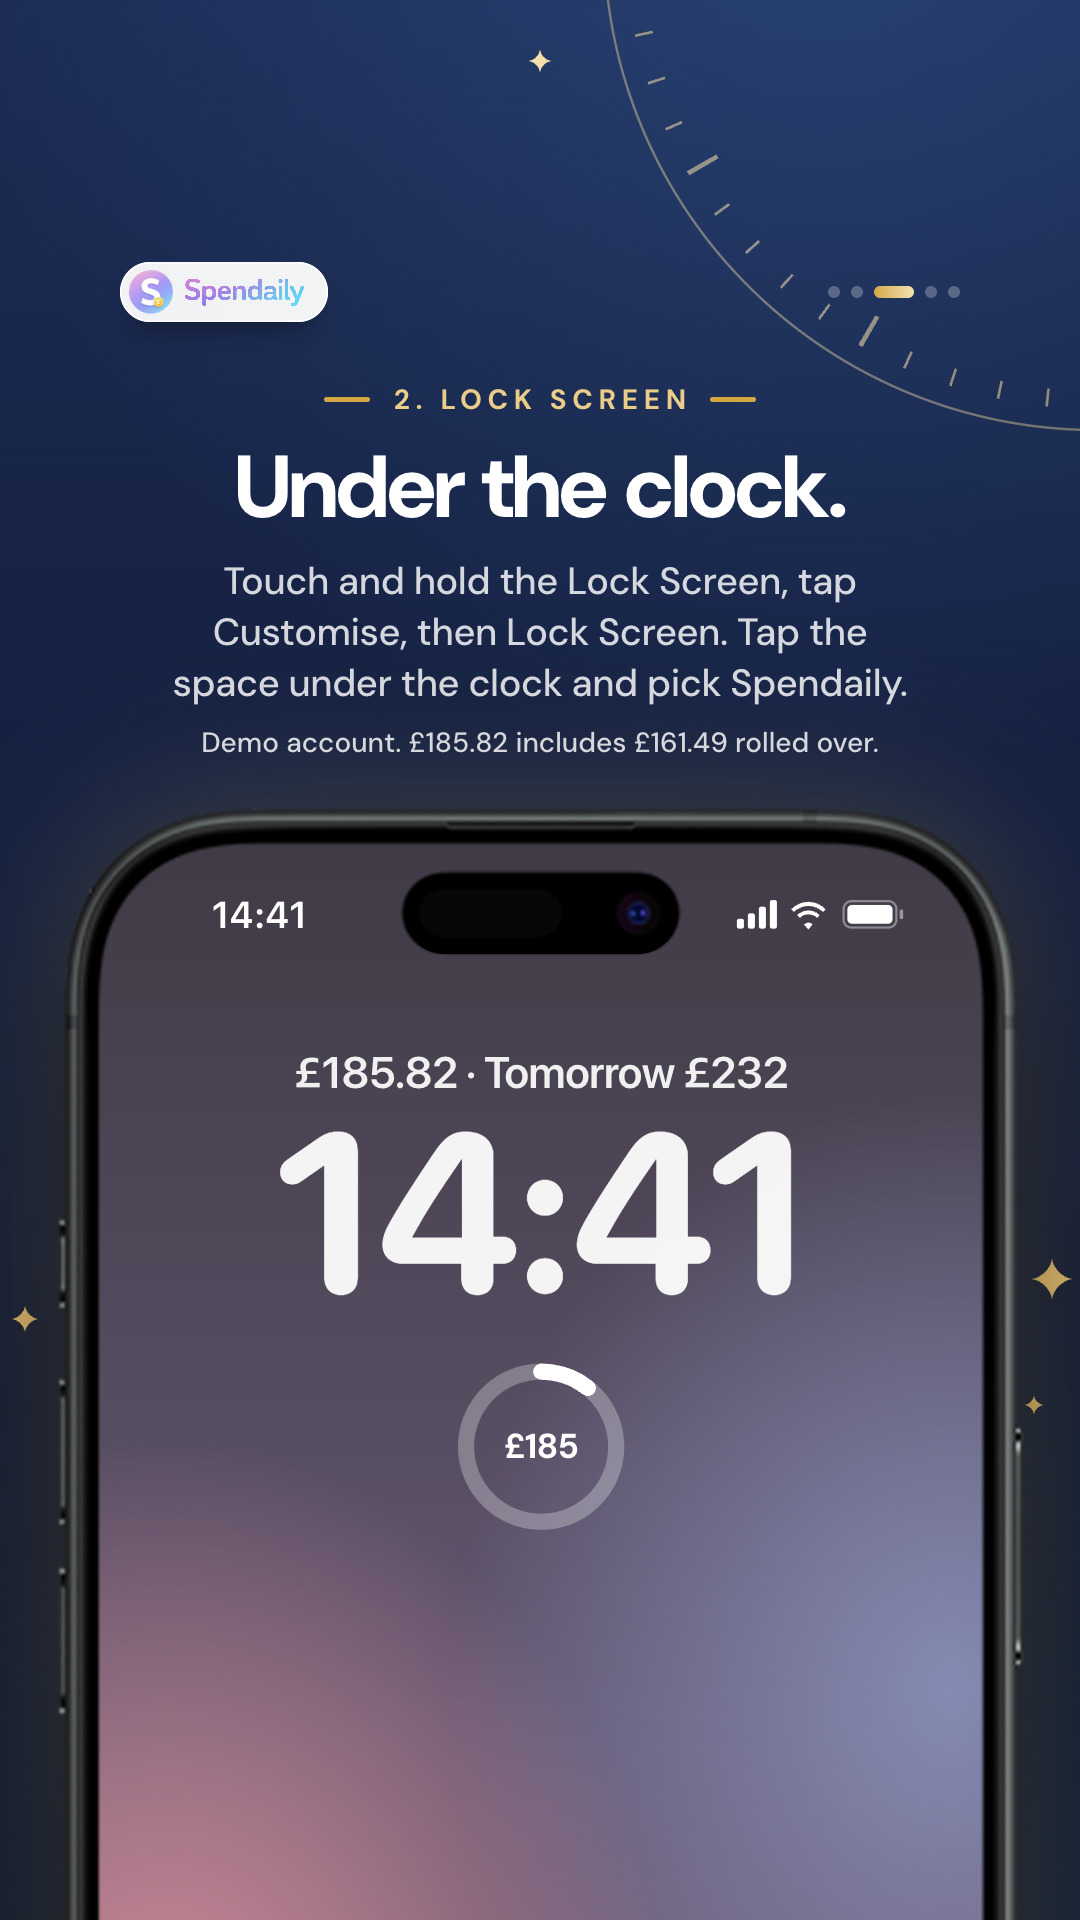 Spendaily
2. LOCK SCREEN
Under the clock.
Touch and hold the Lock Screen, tap
Customise, then Lock Screen. Tap the
space under the clock and pick Spendaily.
Demo account. £185.82 includes £161.49 rolled over.
14:41
£185.82 · Tomorrow £232
14:41
£185